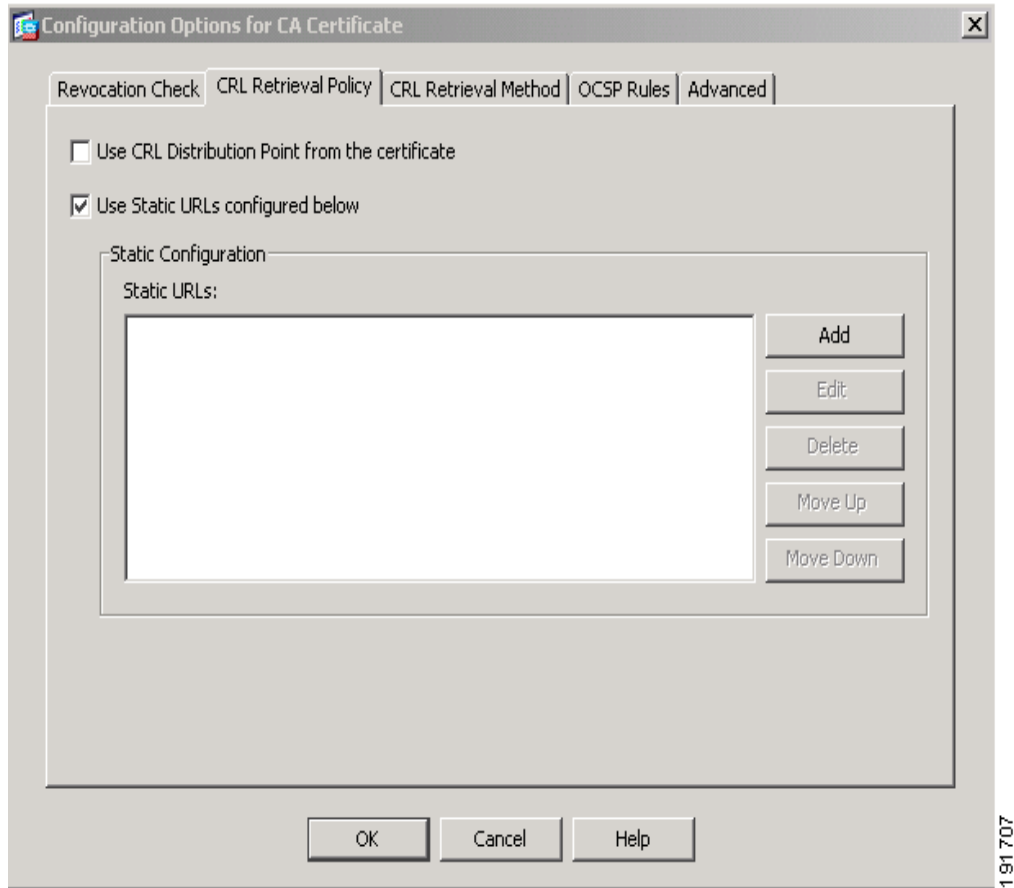 Configuration Options for CA Certificate
Revocation Check CRL Retrieval Policy CRL Retrieval Method OCSP Rules Advanced
Use CRL Distribution Point from the certificate
Use Static URLs configured below
Static Configuration
Static URLs:
Add
Edit
Delete
Move Up
Move Down
OK Cancel Help
191707